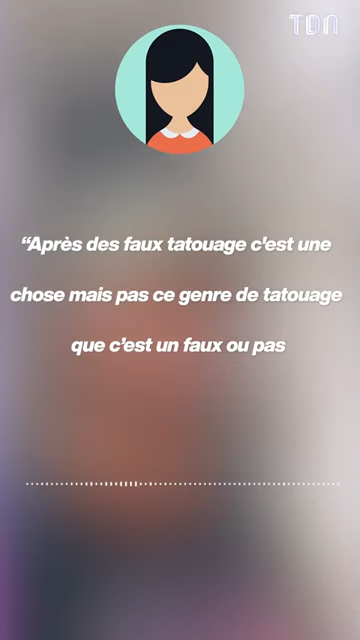 TDN
“Après des faux tatouage c'est une
chose mais pas ce genre de tatouage
que c’est un faux ou pas